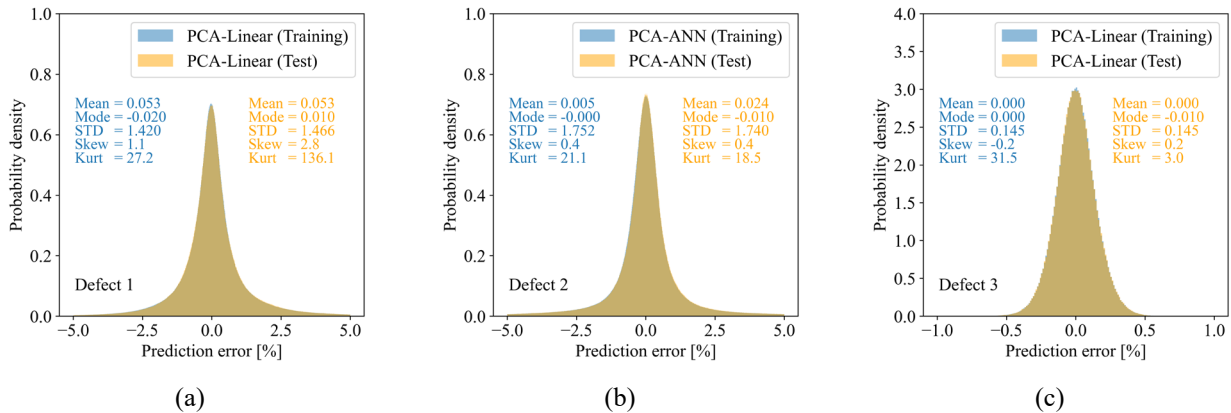 1.0
0.8
0.6
0.4
0.2
0.0
Probability density
PCA-Linear (Training)
PCA-Linear (Test)
Mean = 0.053
Mode = -0.020
STD = 1.420
Skew = 1.1
Kurt = 27.2
Mean = 0.053
Mode = 0.010
STD = 1.466
Skew = 2.8
Kurt = 136.1
Defect 1
−5.0 −2.5 0.0 2.5 5.0
Prediction error [%]
(a)
1.0
0.8
0.6
0.4
0.2
0.0
Probability density
PCA-ANN (Training)
PCA-ANN (Test)
Mean = 0.005
Mode = -0.000
STD = 1.752
Skew = 0.4
Kurt = 21.1
Mean = 0.024
Mode = -0.010
STD = 1.740
Skew = 0.4
Kurt = 18.5
Defect 2
−5.0 −2.5 0.0 2.5 5.0
Prediction error [%]
(b)
4.0
3.5
3.0
2.5
2.0
1.5
1.0
0.5
0.0
Probability density
PCA-Linear (Training)
PCA-Linear (Test)
Mean = 0.000
Mode = 0.000
STD = 0.145
Skew = -0.2
Kurt = 31.5
Mean = 0.000
Mode = -0.010
STD = 0.145
Skew = 0.2
Kurt = 3.0
Defect 3
−1.0 −0.5 0.0 0.5 1.0
Prediction error [%]
(c)